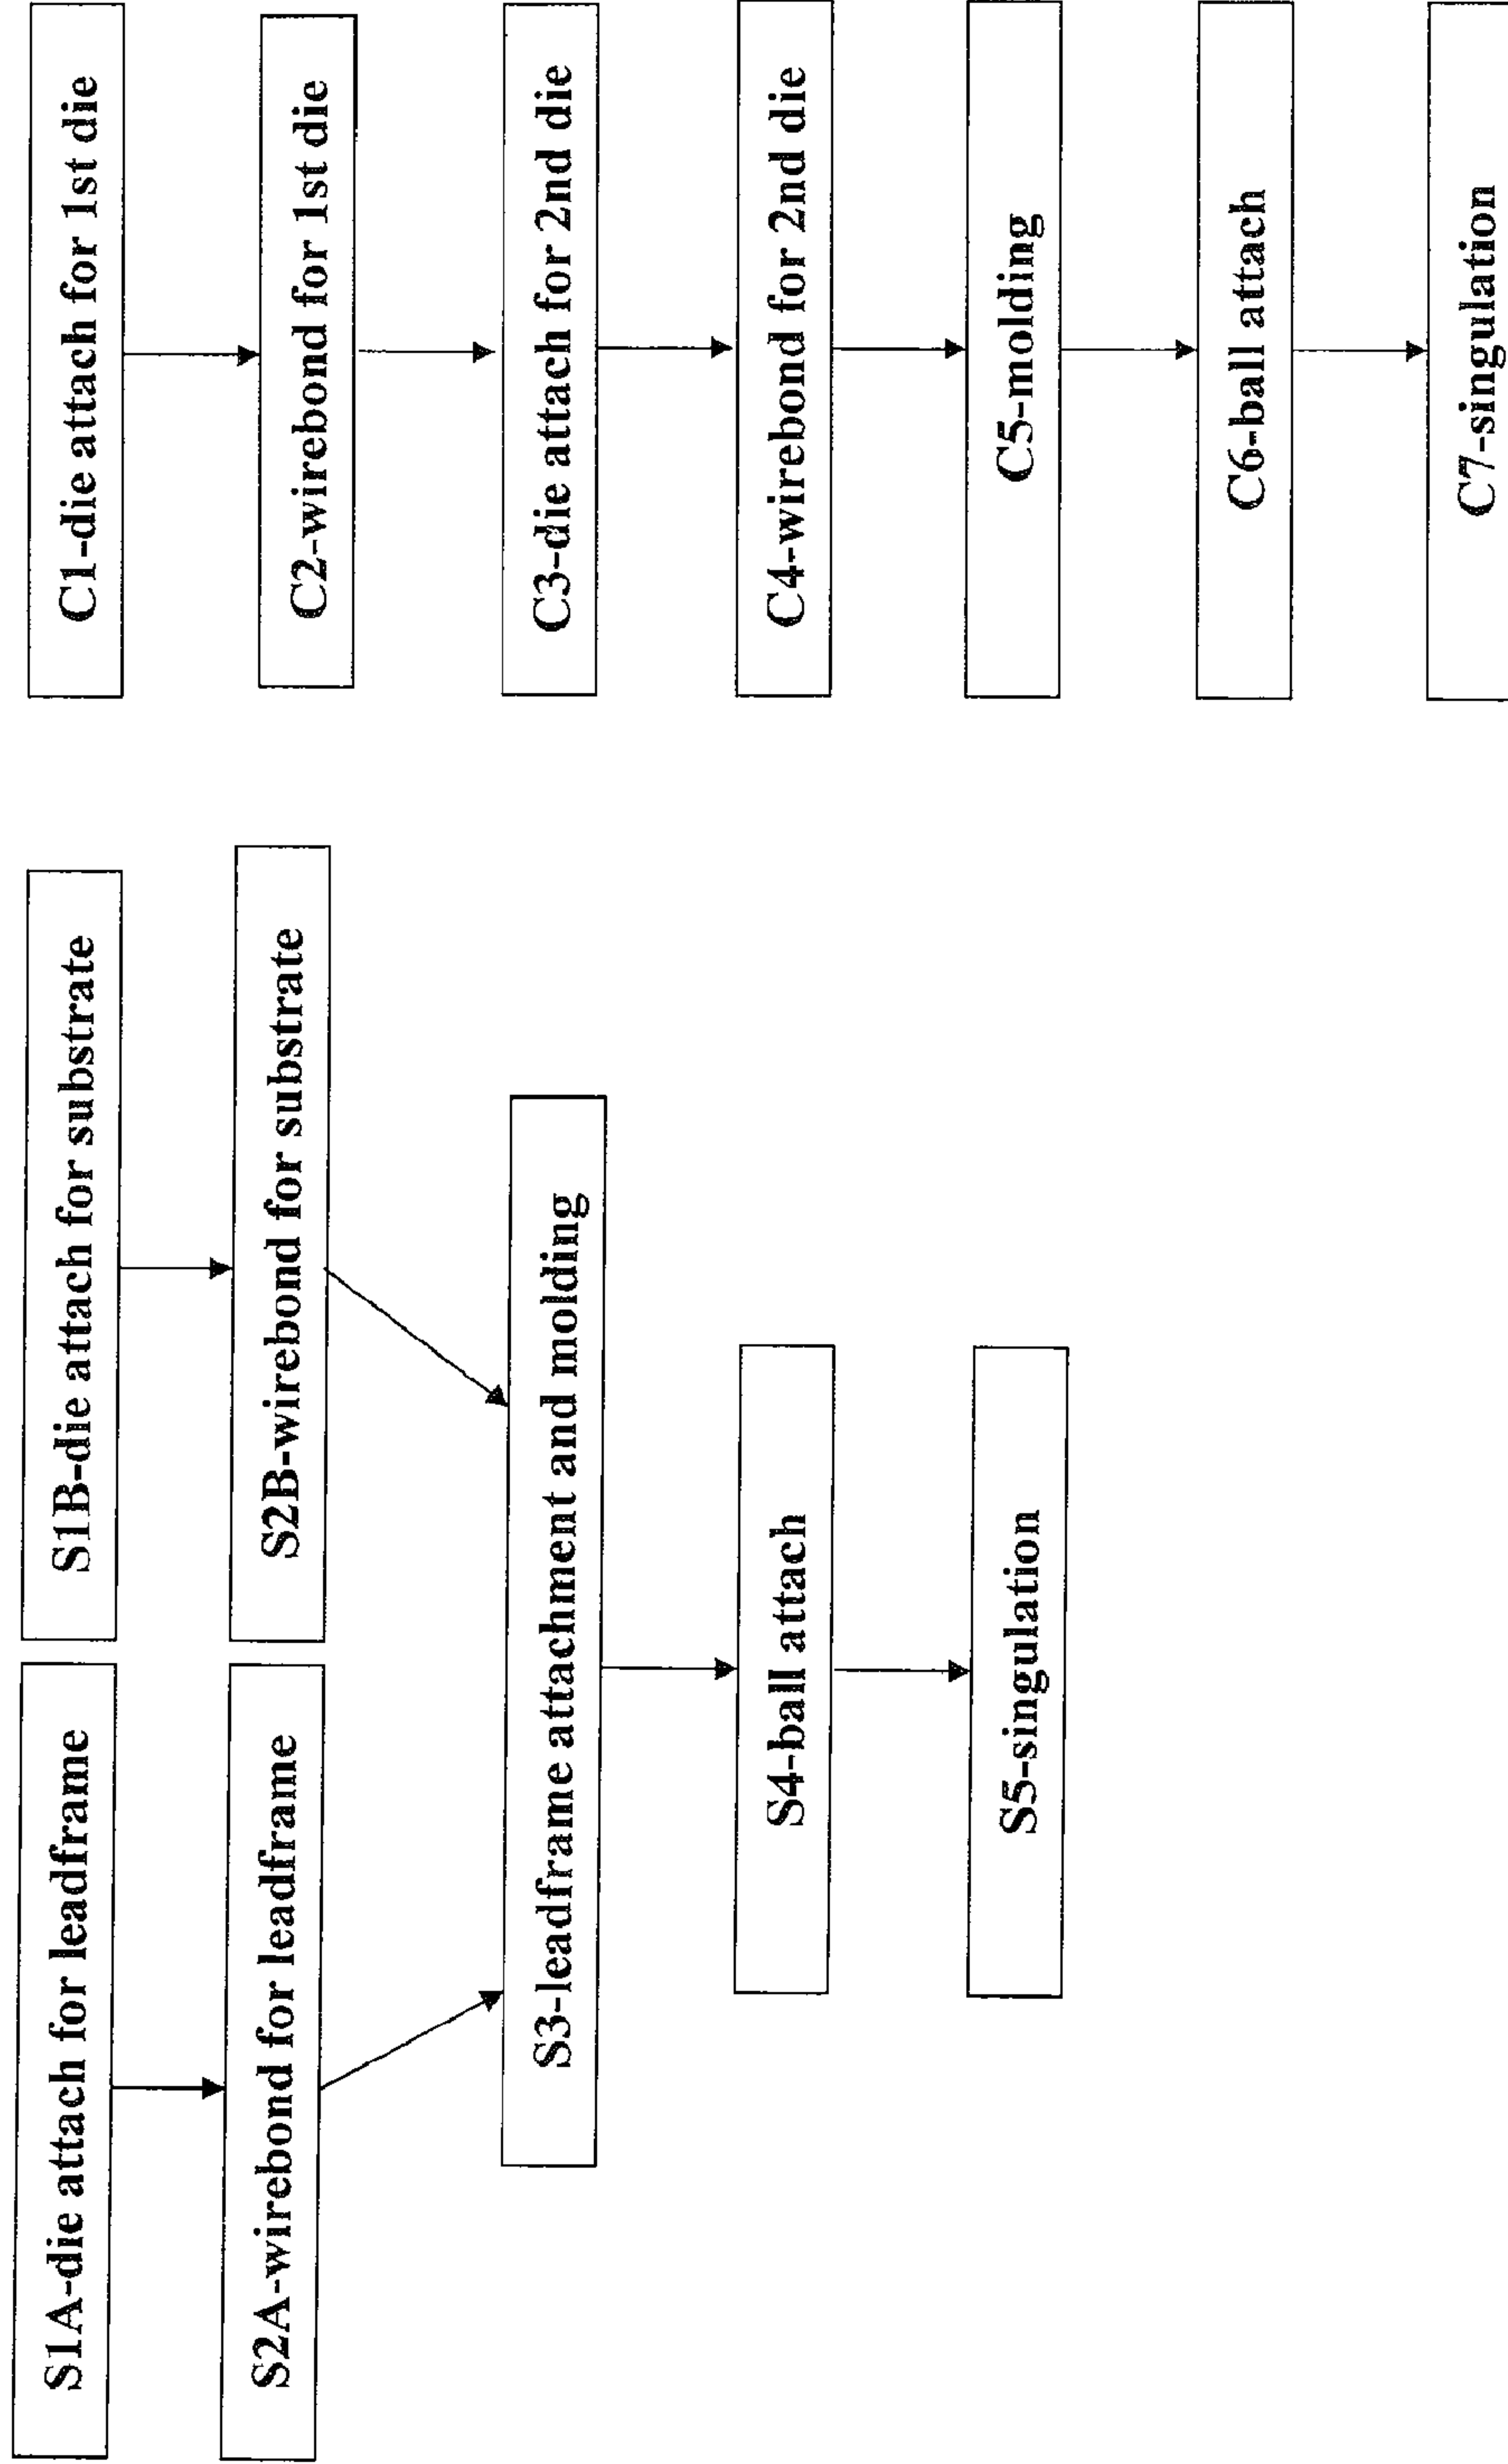 S1A-die attach for leadframe
S1B-die attach for substrate
S2A-wirebond for leadframe
S2B-wirebond for substrate
S3-leadframe attachment and molding
S4-ball attach
S5-singulation
C1-die attach for 1st die
C2-wirebond for 1st die
C3-die attach for 2nd die
C4-wirebond for 2nd die
C5-molding
C6-ball attach
C7-singulation